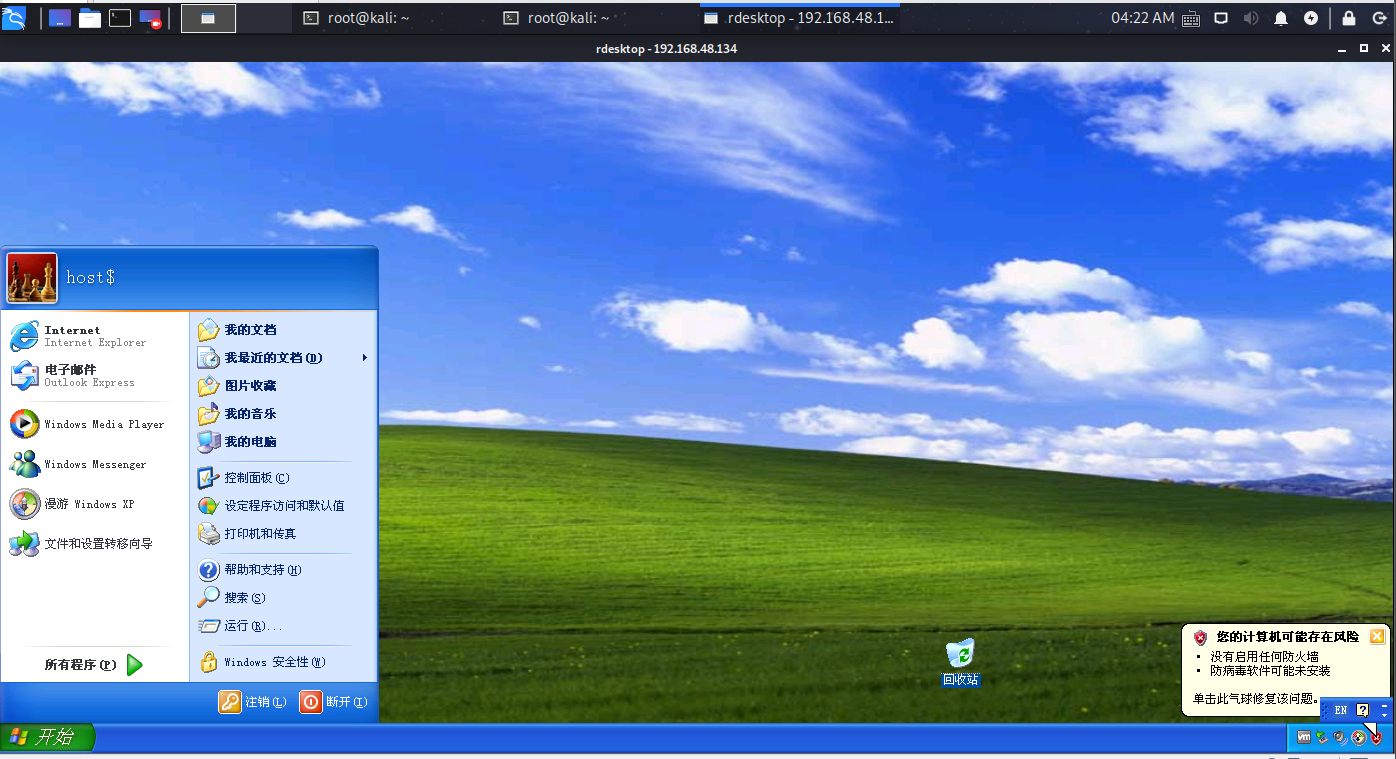 root@kali: ~
root@kali: ~
rdesktop - 192.168.48.1...
04:22 AM
rdesktop - 192.168.48.134
host$
Internet
Internet Explorer
电子邮件
Outlook Express
Windows Media Player
Windows Messenger
漫游 Windows XP
文件和设置转移向导
所有程序(P)
我的文档
我最近的文档(D)
图片收藏
我的音乐
我的电脑
控制面板(C)
设定程序访问和默认值
打印机和传真
帮助和支持(H)
搜索(S)
运行(R)...
Windows 安全性(W)
注销(L)
断开(I)
开始
回收站
您的计算机可能存在风险
• 没有启用任何防火墙
• 防病毒软件可能未安装
单击此气球修复该问题。
EN
vm